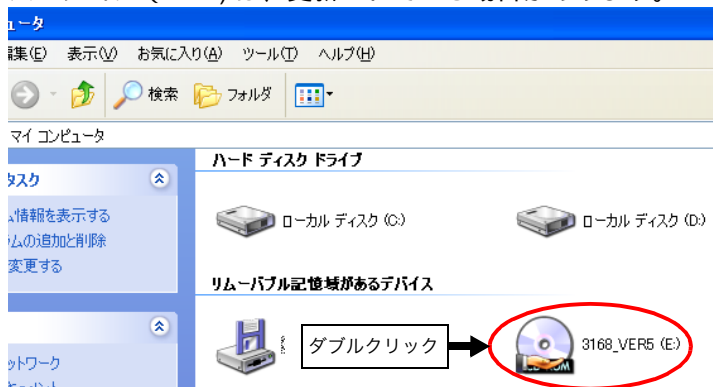 ュータ
編集(E) 表示(V) お気に入り(A) ツール(T) ヘルプ(H)
検索 フォルダ
マイ コンピュータ
ハード ディスク ドライブ
タスク
ム情報を表示する
ラムの追加と削除
変更する
ローカル ディスク (C:)
ローカル ディスク (D:)
リムーバブル記憶域があるデバイス
ットワーク
ダブルクリック
3168_VER5 (E:)